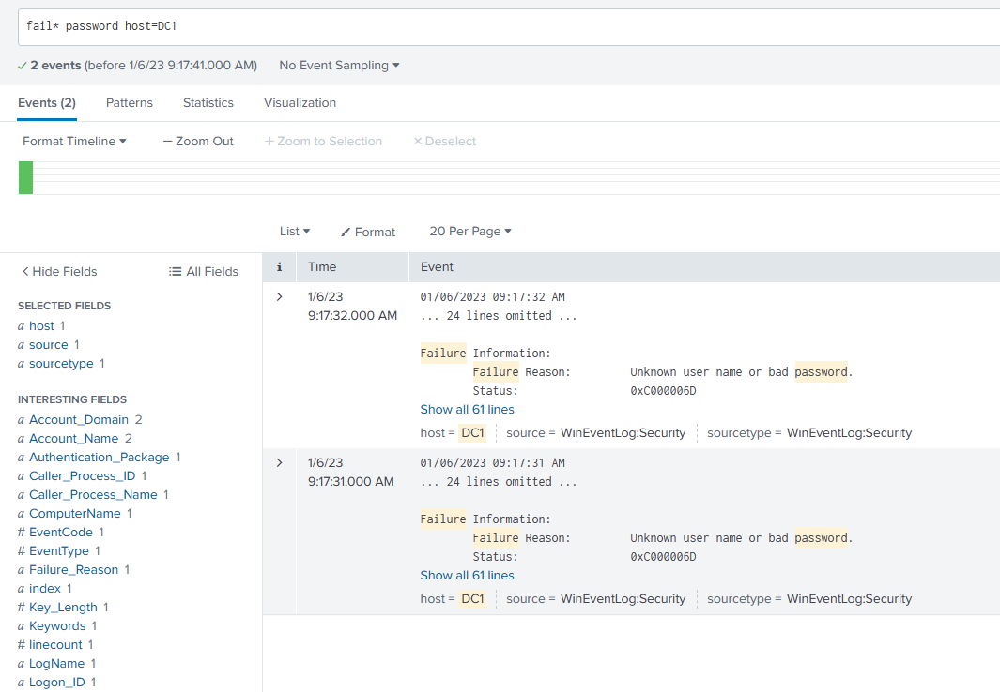 fail* password host=DC1
✓ 2 events (before 1/6/23 9:17:41.000 AM) No Event Sampling ▾
Events (2) Patterns Statistics Visualization
Format Timeline ▾ — Zoom Out + Zoom to Selection × Deselect
List ▾ Format 20 Per Page ▾
< Hide Fields All Fields
i Time Event
SELECTED FIELDS
a host 1
a source 1
a sourcetype 1
INTERESTING FIELDS
a Account_Domain 2
a Account_Name 2
a Authentication_Package 1
a Caller_Process_ID 1
a Caller_Process_Name 1
a ComputerName 1
# EventCode 1
# EventType 1
a Failure_Reason 1
a index 1
# Key_Length 1
a Keywords 1
# linecount 1
a LogName 1
a Logon_ID 1
> 1/6/23 01/06/2023 09:17:32 AM
9:17:32.000 AM ... 24 lines omitted ...
Failure Information:
Failure Reason: Unknown user name or bad password.
Status: 0xC000006D
Show all 61 lines
host = DC1 source = WinEventLog:Security sourcetype = WinEventLog:Security
> 1/6/23 01/06/2023 09:17:31 AM
9:17:31.000 AM ... 24 lines omitted ...
Failure Information:
Failure Reason: Unknown user name or bad password.
Status: 0xC000006D
Show all 61 lines
host = DC1 source = WinEventLog:Security sourcetype = WinEventLog:Security